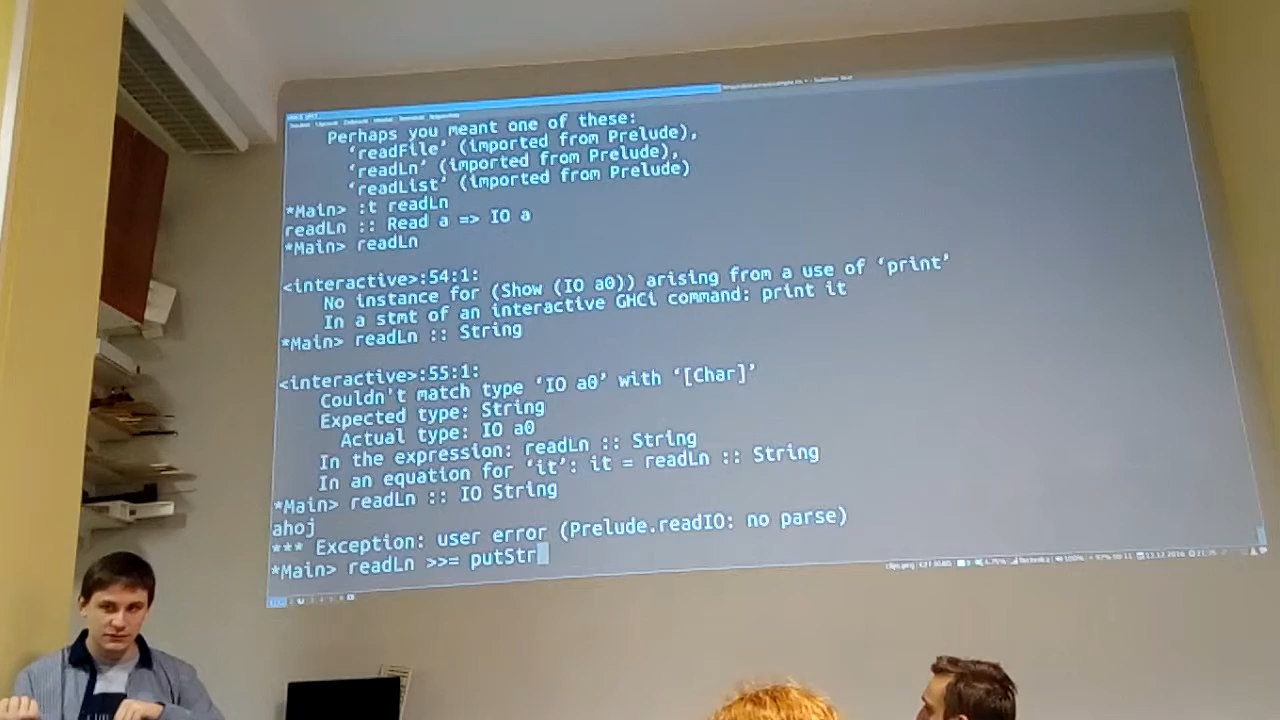 Perhaps you meant one of these:
‘readFile’ (imported from Prelude),
‘readLn’ (imported from Prelude),
‘readList’ (imported from Prelude)
*Main> :t readLn
readLn :: Read a => IO a
*Main> readLn
<interactive>:54:1:
No instance for (Show (IO a0)) arising from a use of ‘print’
In a stmt of an interactive GHCi command: print it
*Main> readLn :: String
<interactive>:55:1:
Couldn't match type ‘IO a0’ with ‘[Char]’
Expected type: String
Actual type: IO a0
In the expression: readLn :: String
In an equation for ‘it’: it = readLn :: String
*Main> readLn :: IO String
ahoj
*** Exception: user error (Prelude.readIO: no parse)
*Main> readLn >>= putStr